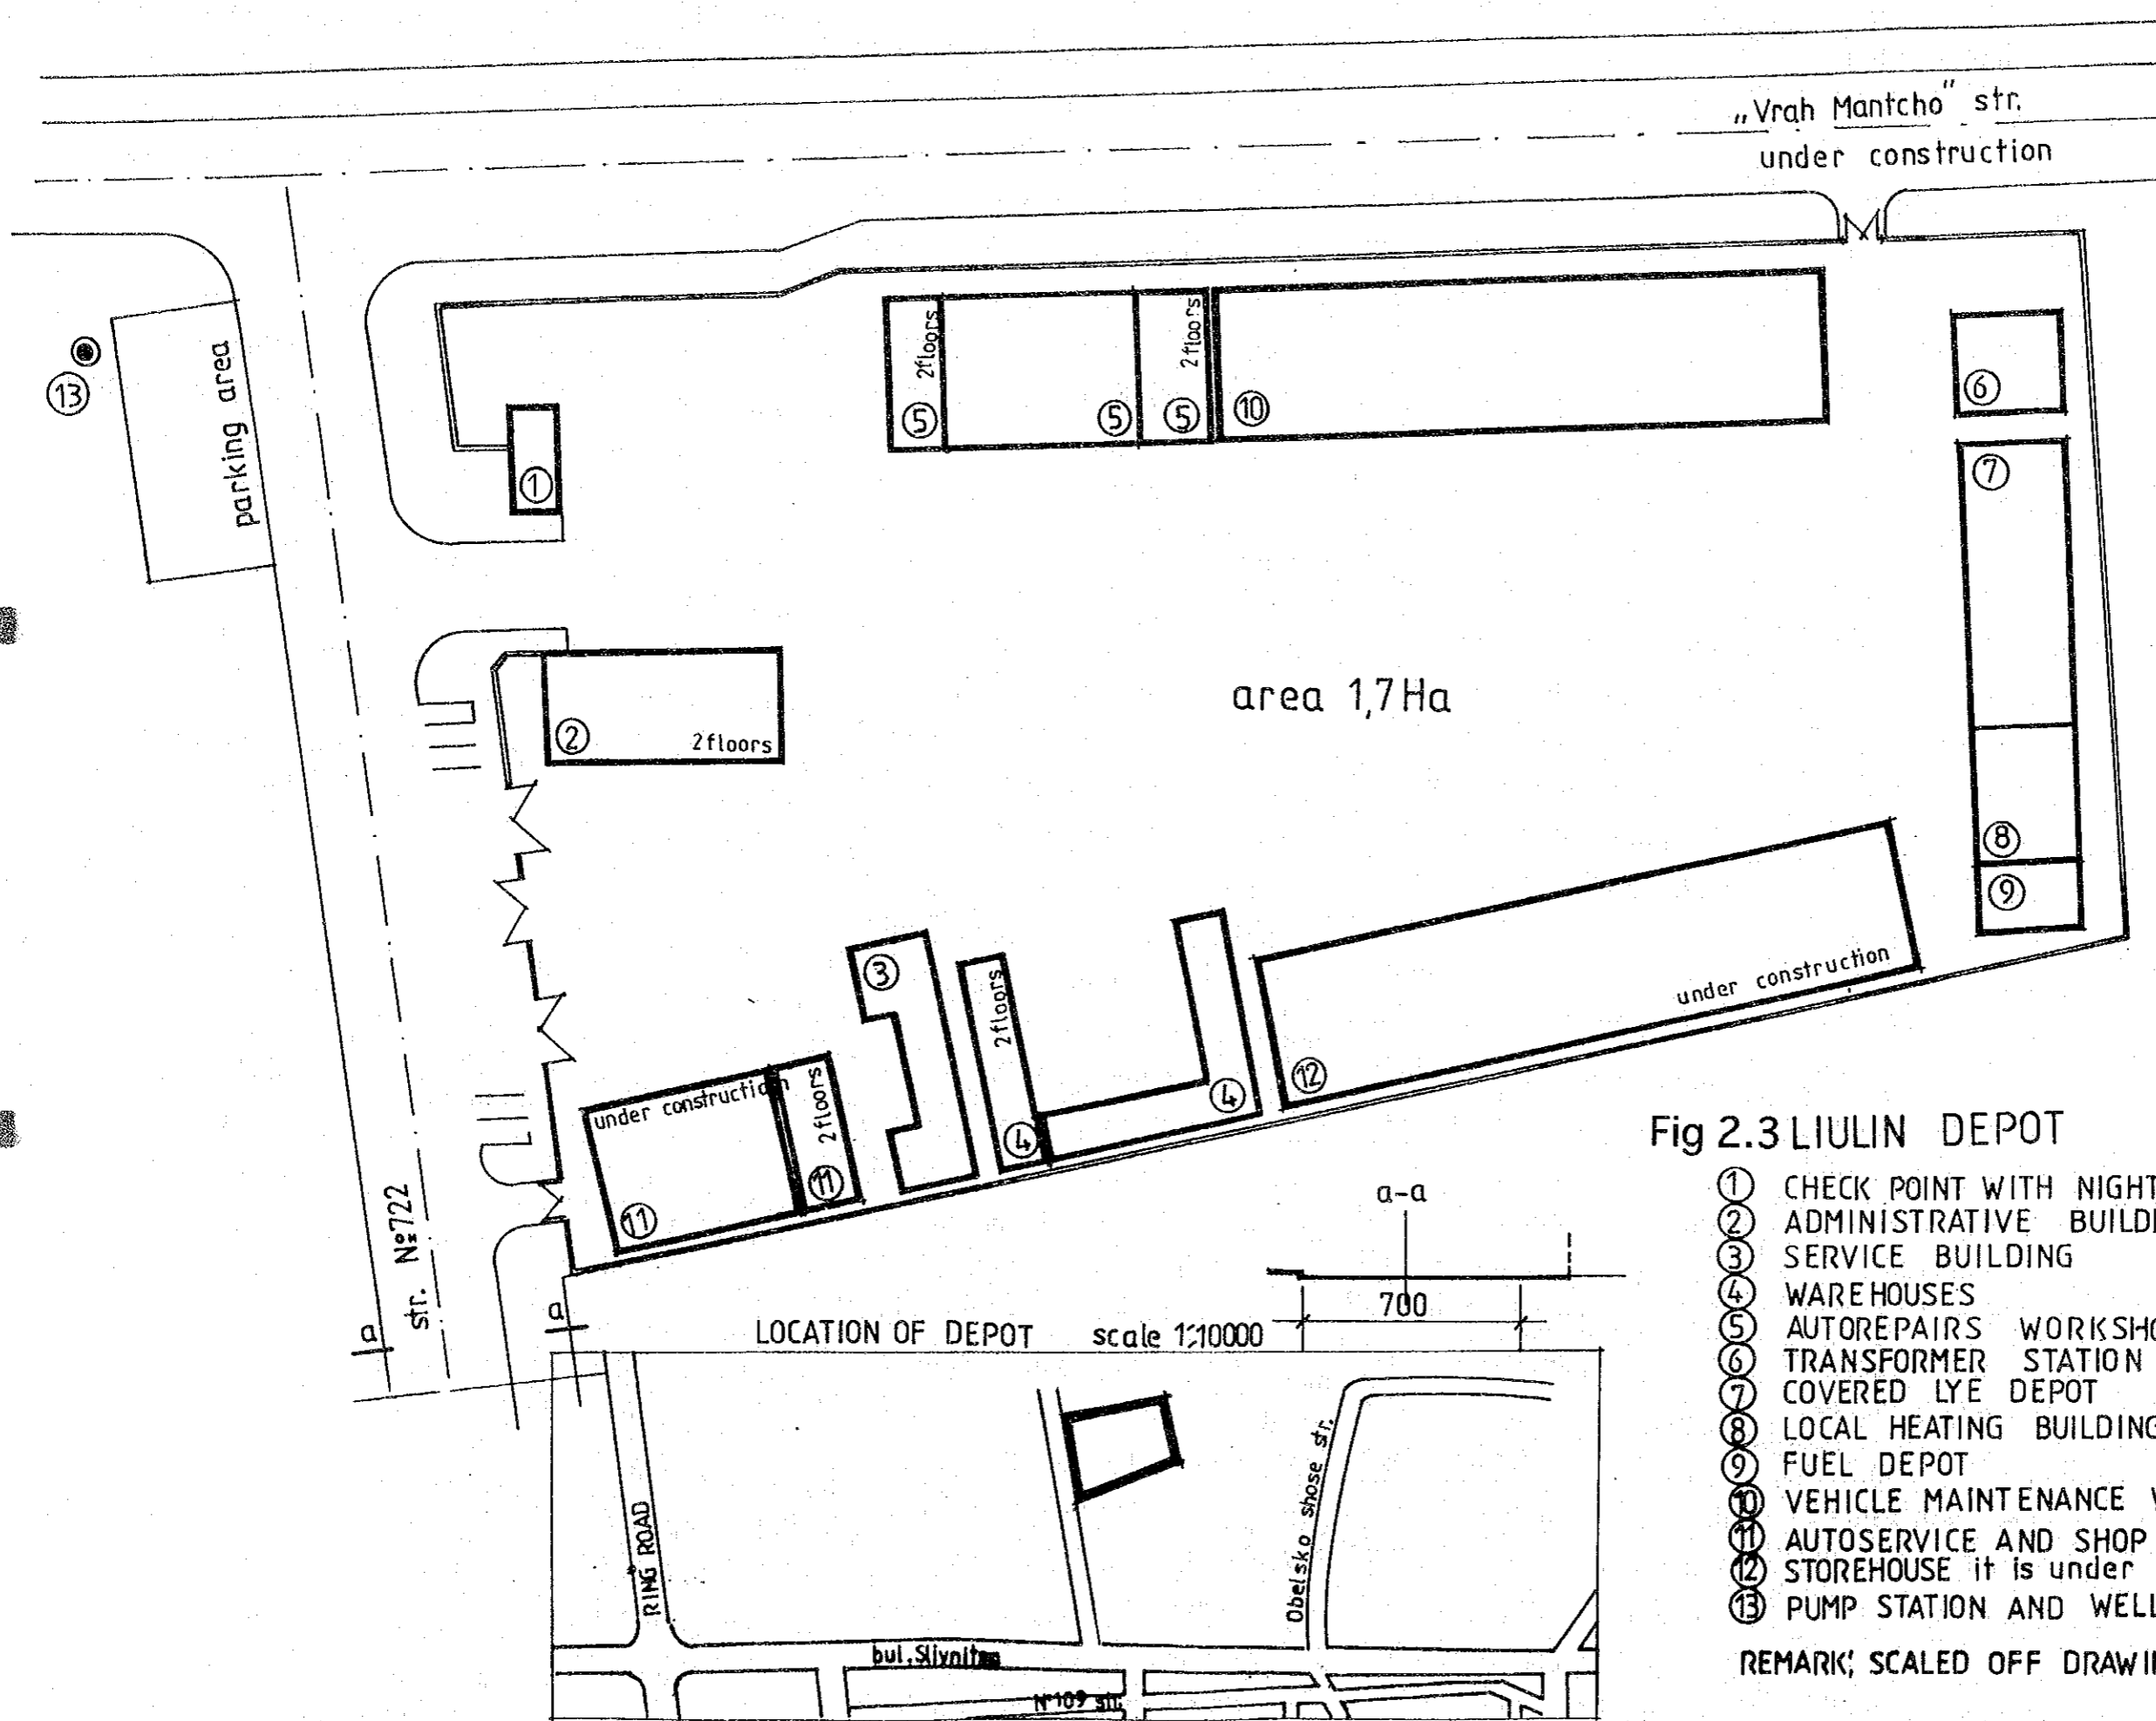 „Vrah Mantcho" str.
under construction
13
parking area
1
5
2floors
5
5
2floors
10
6
7
2
2floors
area 1,7Ha
8
9
3
2floors
4
4
under construction
12
under construction
2floors
11
11
str. №722
a
a
a-a
700
LOCATION OF DEPOT scale 1:10000
RING ROAD
Obelsko shose str.
bul. Slivnitsa
N°109 str.
Fig 2.3 LIULIN DEPOT
1 CHECK POINT WITH NIGHT
2 ADMINISTRATIVE BUILD
3 SERVICE BUILDING
4 WAREHOUSES
5 AUTOREPAIRS WORKSHO
6 TRANSFORMER STATION
7 COVERED LYE DEPOT
8 LOCAL HEATING BUILDING
9 FUEL DEPOT
10 VEHICLE MAINTENANCE
11 AUTOSERVICE AND SHOP
12 STOREHOUSE it is under
13 PUMP STATION AND WELL
REMARK; SCALED OFF DRAWI